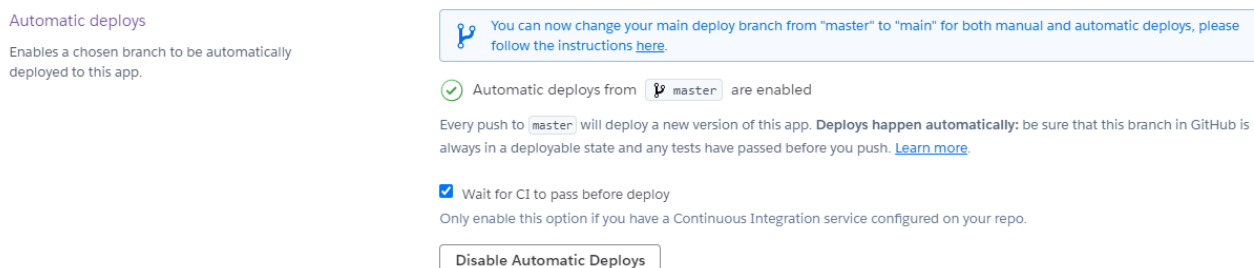 Automatic deploys
Enables a chosen branch to be automatically
deployed to this app.
You can now change your main deploy branch from "master" to "main" for both manual and automatic deploys, please
follow the instructions here.
Automatic deploys from master are enabled
Every push to master will deploy a new version of this app. Deploys happen automatically: be sure that this branch in GitHub is
always in a deployable state and any tests have passed before you push. Learn more.
Wait for CI to pass before deploy
Only enable this option if you have a Continuous Integration service configured on your repo.
Disable Automatic Deploys